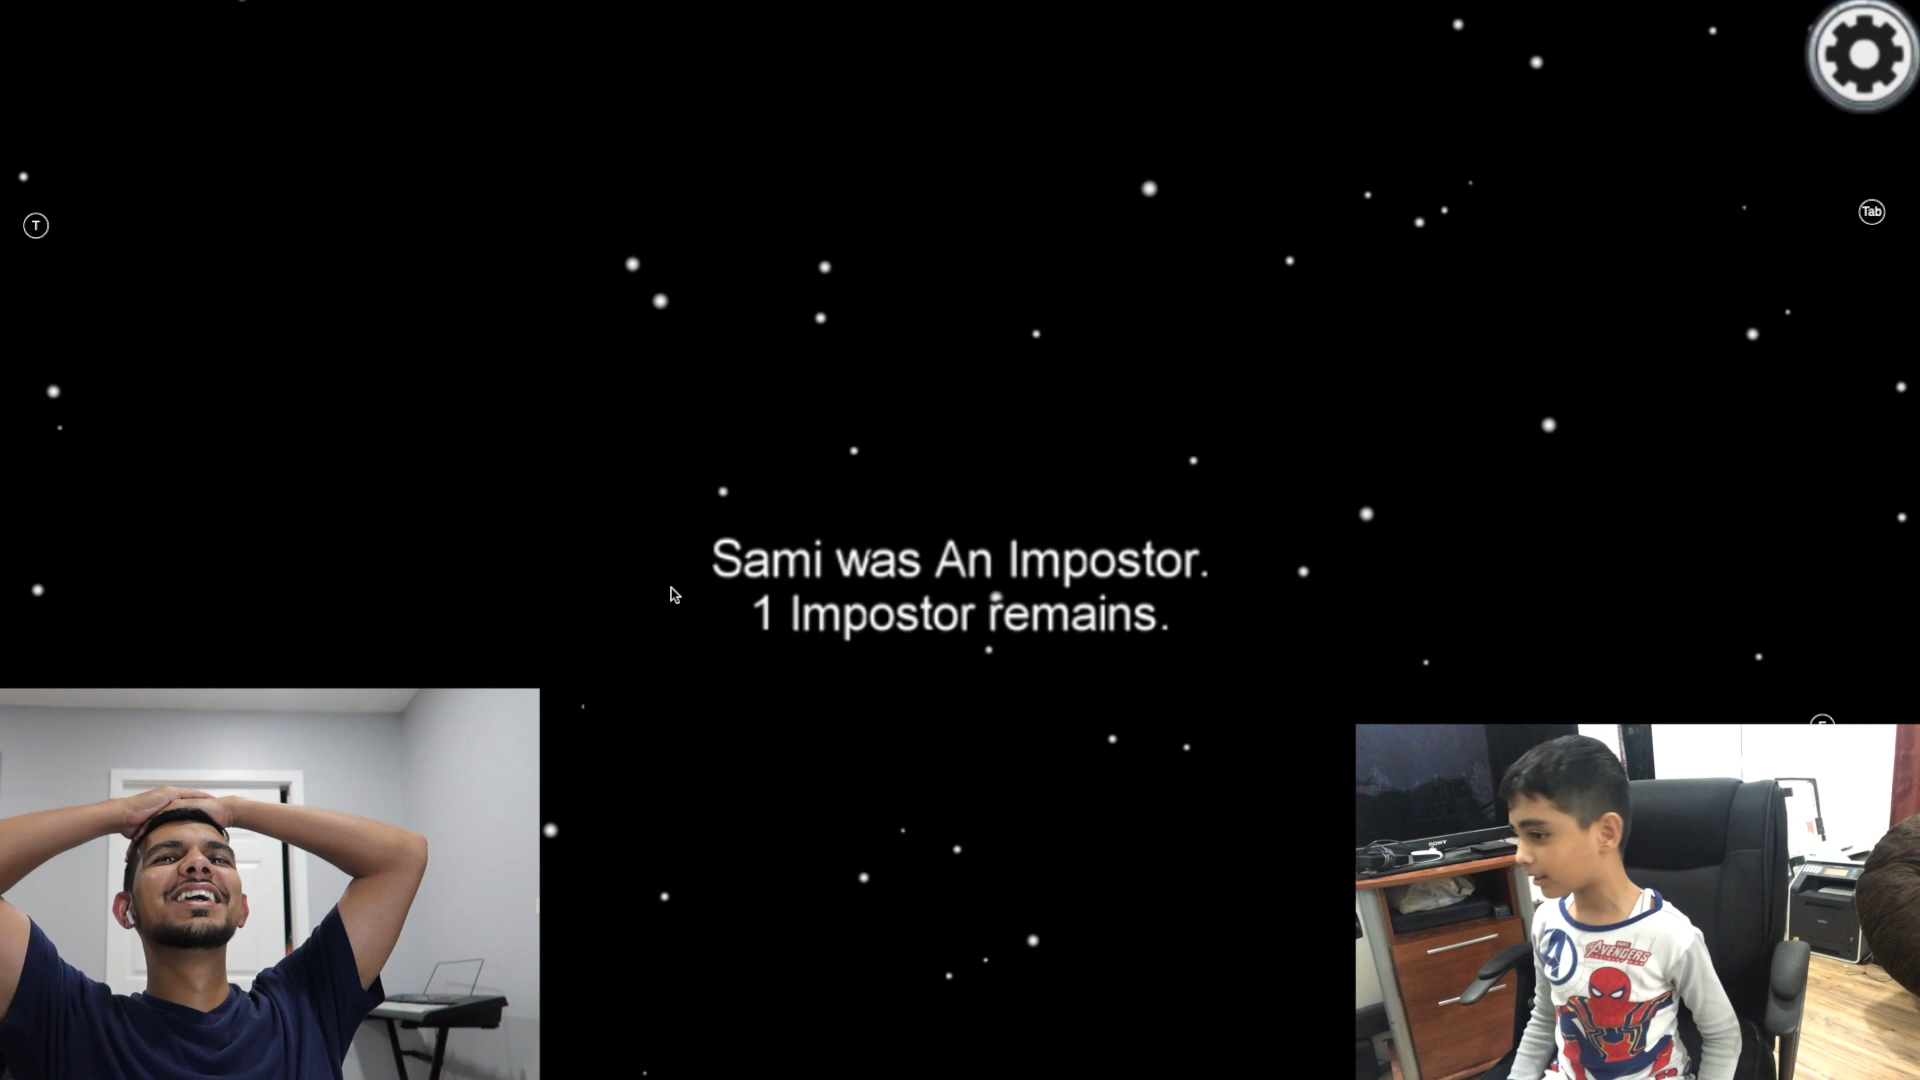 T
Tab
Sami was An Impostor.
1 Impostor remains.
SONY
AVENGERS